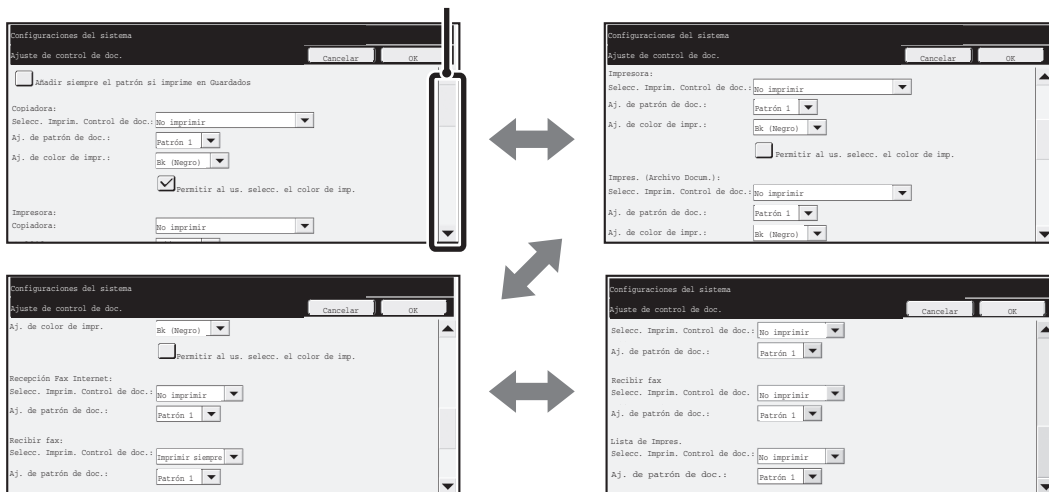 Configuraciones del sistema
Ajuste de control de doc.
Cancelar
OK
Añadir siempre el patrón si imprime en Guardados
Copiadora:
Selecc. Imprim. Control de doc.: No imprimir
Aj. de patrón de doc.: Patrón 1
Aj. de color de impr.: Bk (Negro)
Permitir al us. selecc. el color de imp.
Impresora:
Copiadora: No imprimir
Configuraciones del sistema
Ajuste de control de doc.
Cancelar
OK
Impresora:
Selecc. Imprim. Control de doc.: No imprimir
Aj. de patrón de doc.: Patrón 1
Aj. de color de impr.: Bk (Negro)
Permitir al us. selecc. el color de imp.
Impres. (Archivo Docum.):
Selecc. Imprim. Control de doc.: No imprimir
Aj. de patrón de doc.: Patrón 1
Aj. de color de impr.: Bk (Negro)
Configuraciones del sistema
Ajuste de control de doc.
Cancelar
OK
Aj. de color de impr. Bk (Negro)
Permitir al us. selecc. el color de imp.
Recepción Fax Internet:
Selecc. Imprim. Control de doc.: No imprimir
Aj. de patrón de doc.: Patrón 1
Recibir fax:
Selecc. Imprim. Control de doc.: Imprimir siempre
Aj. de patrón de doc.: Patrón 1
Configuraciones del sistema
Ajuste de control de doc.
Cancelar
OK
Selecc. Imprim. Control de doc.: No imprimir
Aj. de patrón de doc.: Patrón 1
Recibir fax
Selecc. Imprim. Control de doc. No imprimir
Aj. de patrón de doc.: Patrón 1
Lista de Impres.
Selecc. Imprim. Control de doc.: No imprimir
Aj. de patrón de doc.: Patrón 1